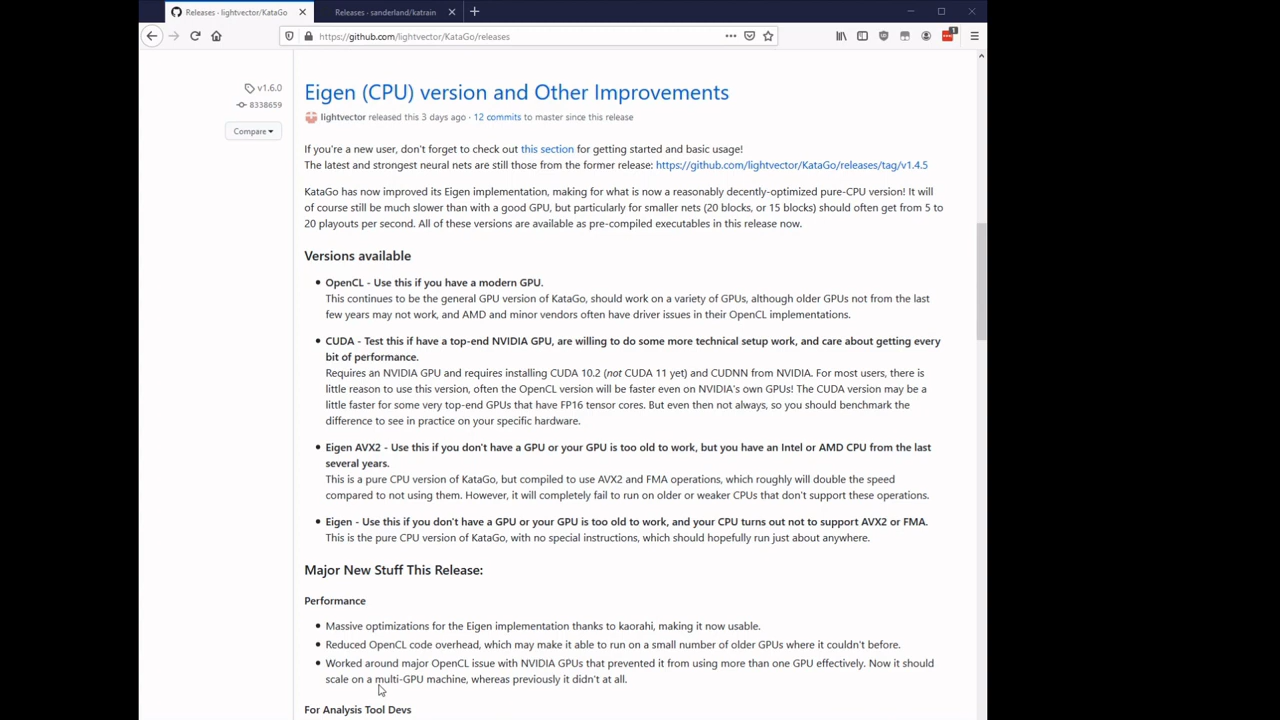 Releases · lightvector/KataGo
Releases · sanderland/katrain
https://github.com/lightvector/KataGo/releases
1
v1.6.0
8338659
Compare
Eigen (CPU) version and Other Improvements
lightvector released this 3 days ago · 12 commits to master since this release
If you're a new user, don't forget to check out this section for getting started and basic usage!
The latest and strongest neural nets are still those from the former release: https://github.com/lightvector/KataGo/releases/tag/v1.4.5
KataGo has now improved its Eigen implementation, making for what is now a reasonably decently-optimized pure-CPU version! It will
of course still be much slower than with a good GPU, but particularly for smaller nets (20 blocks, or 15 blocks) should often get from 5 to
20 playouts per second. All of these versions are available as pre-compiled executables in this release now.
Versions available
OpenCL - Use this if you have a modern GPU.
This continues to be the general GPU version of KataGo, should work on a variety of GPUs, although older GPUs not from the last
few years may not work, and AMD and minor vendors often have driver issues in their OpenCL implementations.
CUDA - Test this if have a top-end NVIDIA GPU, are willing to do some more technical setup work, and care about getting every
bit of performance.
Requires an NVIDIA GPU and requires installing CUDA 10.2 (not CUDA 11 yet) and CUDNN from NVIDIA. For most users, there is
little reason to use this version, often the OpenCL version will be faster even on NVIDIA's own GPUs! The CUDA version may be a
little faster for some very top-end GPUs that have FP16 tensor cores. But even then not always, so you should benchmark the
difference to see in practice on your specific hardware.
Eigen AVX2 - Use this if you don't have a GPU or your GPU is too old to work, but you have an Intel or AMD CPU from the last
several years.
This is a pure CPU version of KataGo, but compiled to use AVX2 and FMA operations, which roughly will double the speed
compared to not using them. However, it will completely fail to run on older or weaker CPUs that don't support these operations.
Eigen - Use this if you don't have a GPU or your GPU is too old to work, and your CPU turns out not to support AVX2 or FMA.
This is the pure CPU version of KataGo, with no special instructions, which should hopefully run just about anywhere.
Major New Stuff This Release:
Performance
Massive optimizations for the Eigen implementation thanks to kaorahi, making it now usable.
Reduced OpenCL code overhead, which may make it able to run on a small number of older GPUs where it couldn't before.
Worked around major OpenCL issue with NVIDIA GPUs that prevented it from using more than one GPU effectively. Now it should
scale on a multi-GPU machine, whereas previously it didn't at all.
For Analysis Tool Devs